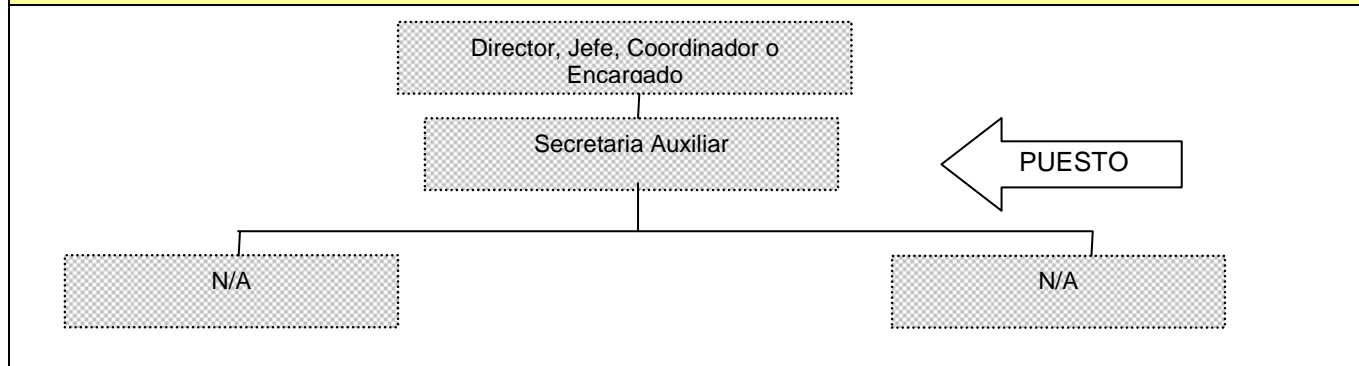 Director, Jefe, Coordinador o
Encargado
Secretaria Auxiliar
PUESTO
N/A
N/A